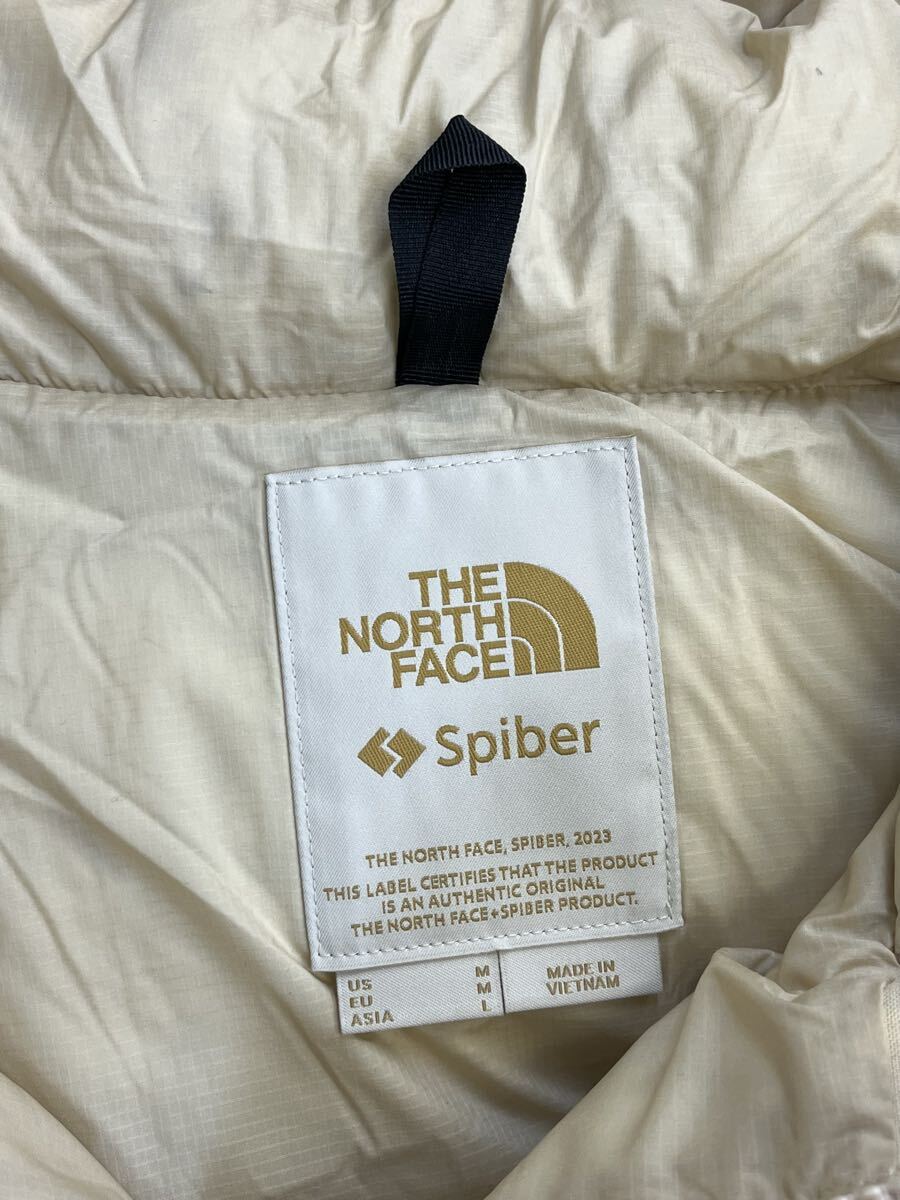 THE
NORTH
FACE
Spiber
THE NORTH FACE, SPIBER, 2023
THIS LABEL CERTIFIES THAT THE PRODUCT
IS AN AUTHENTIC ORIGINAL
THE NORTH FACE+SPIBER PRODUCT.
US M
EU M
ASIA L
MADE IN
VIETNAM